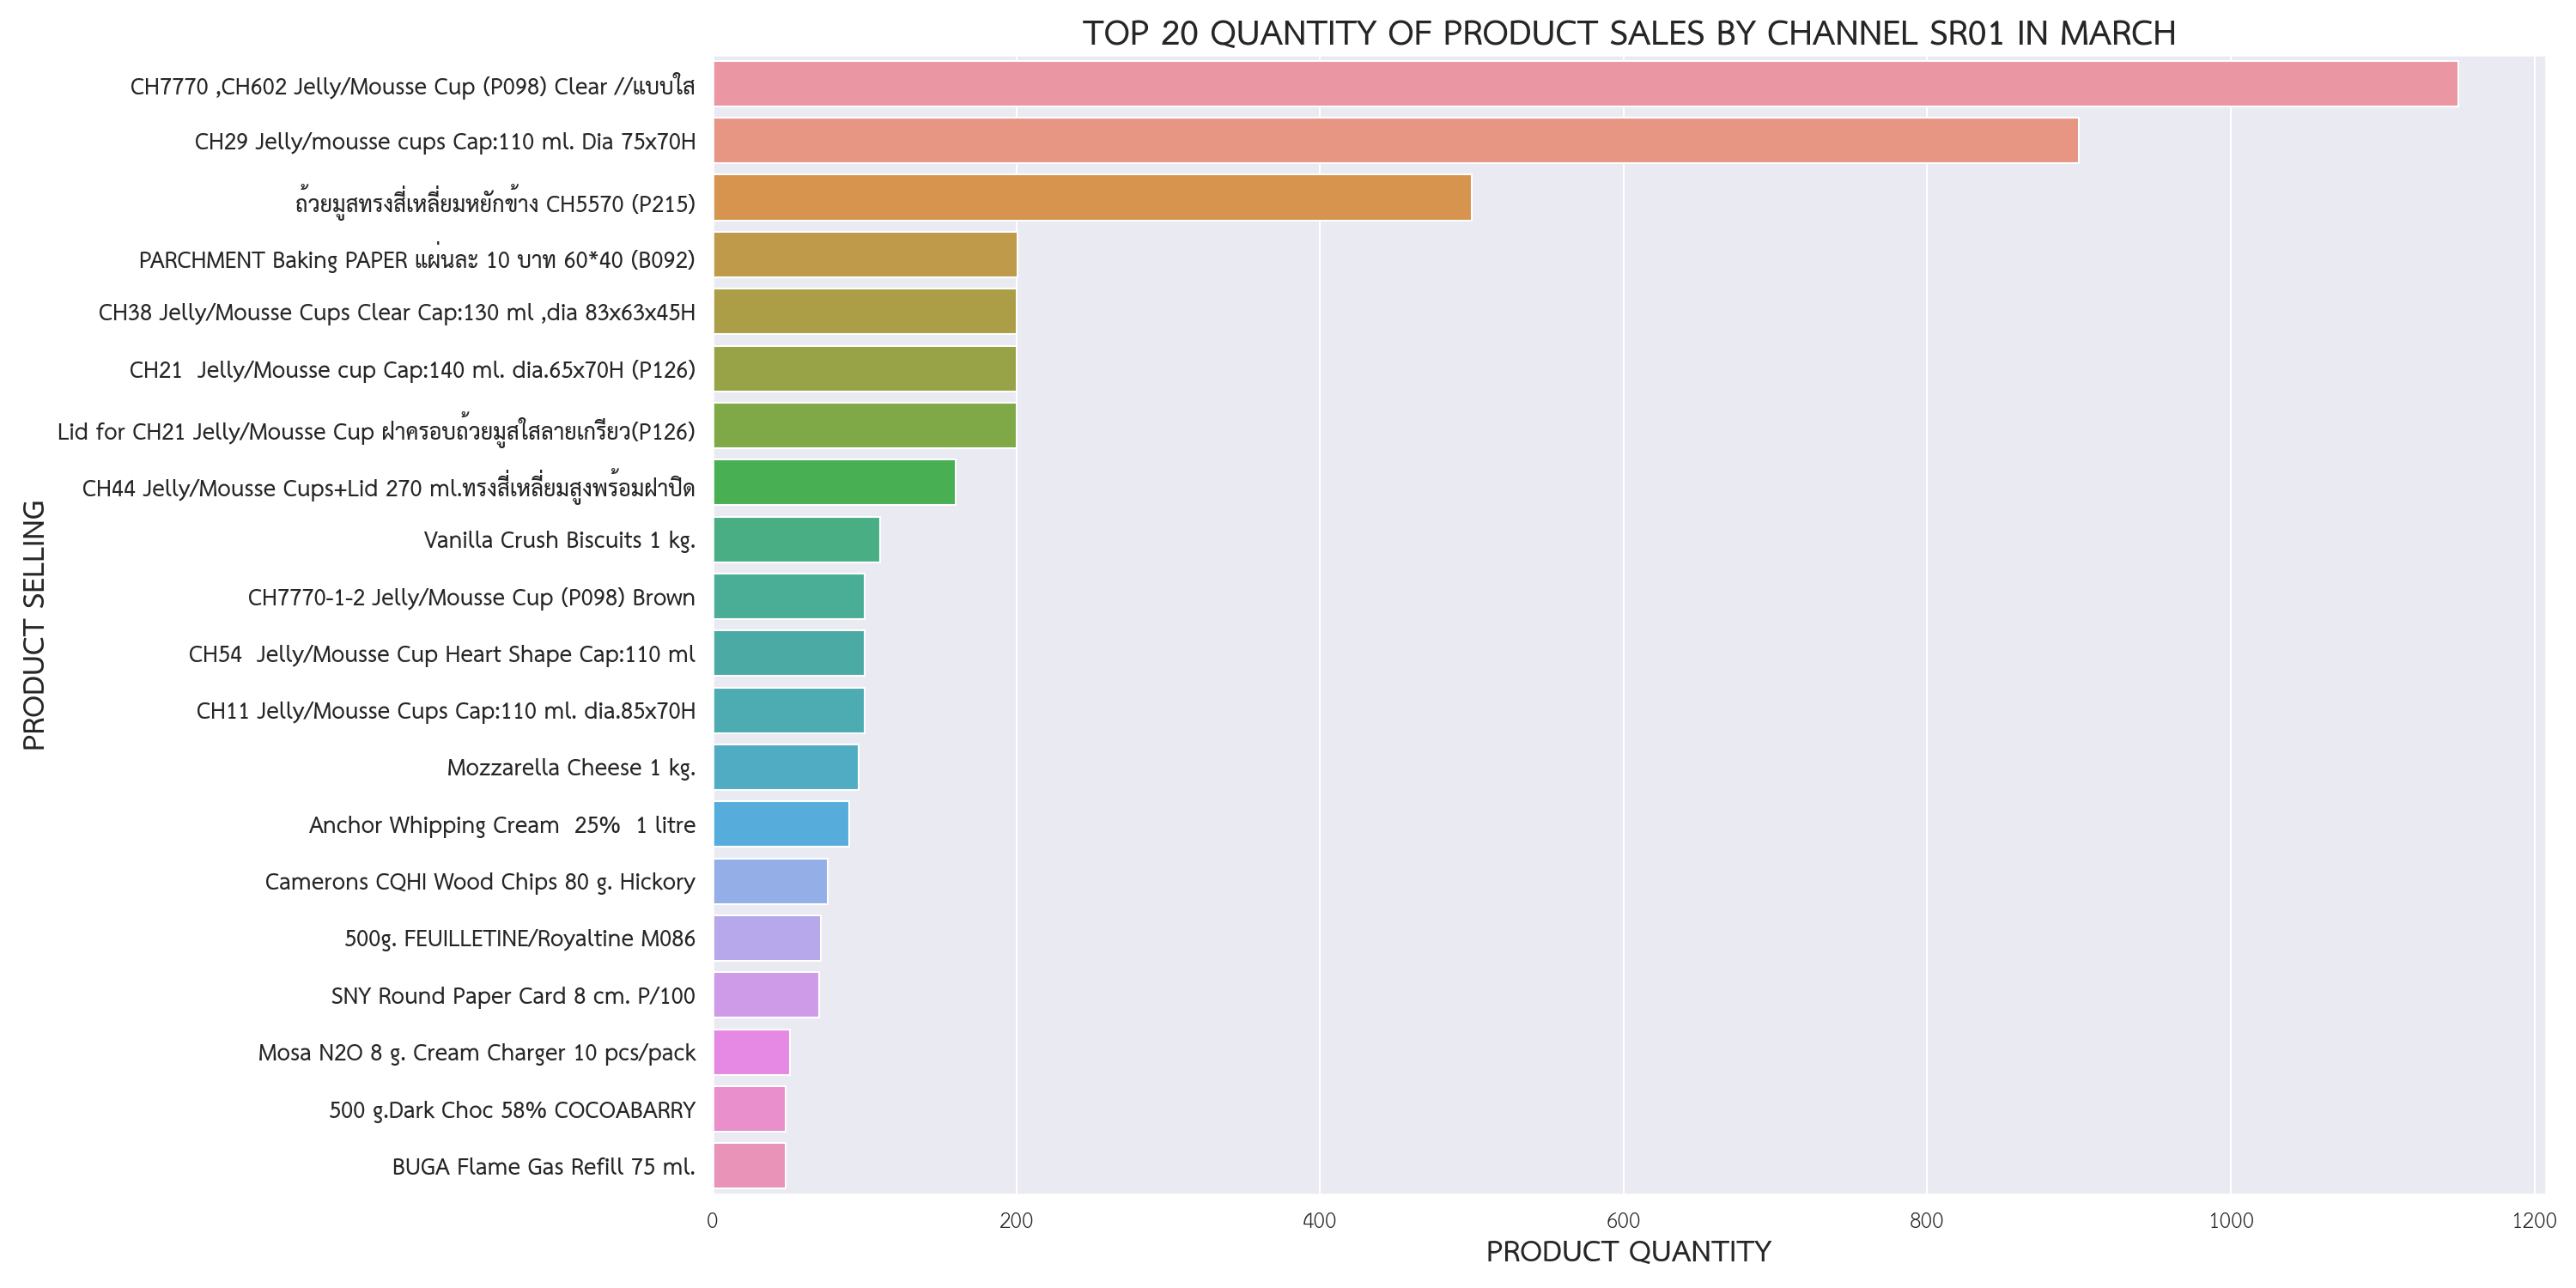 TOP 20 QUANTITY OF PRODUCT SALES BY CHANNEL SR01 IN MARCH
PRODUCT SELLING
CH7770 ,CH602 Jelly/Mousse Cup (P098) Clear //แบบใส
CH29 Jelly/mousse cups Cap:110 ml. Dia 75x70H
ถ้วยมูสทรงสี่เหลี่ยมหยักข้าง CH5570 (P215)
PARCHMENT Baking PAPER แผ่นละ 10 บาท 60*40 (B092)
CH38 Jelly/Mousse Cups Clear Cap:130 ml ,dia 83x63x45H
CH21  Jelly/Mousse cup Cap:140 ml. dia.65x70H (P126)
Lid for CH21 Jelly/Mousse Cup ฝาครอบถ้วยมูสใสลายเกรียว(P126)
CH44 Jelly/Mousse Cups+Lid 270 ml.ทรงสี่เหลี่ยมสูงพร้อมฝาปิด
Vanilla Crush Biscuits 1 kg.
CH7770-1-2 Jelly/Mousse Cup (P098) Brown
CH54  Jelly/Mousse Cup Heart Shape Cap:110 ml
CH11 Jelly/Mousse Cups Cap:110 ml. dia.85x70H
Mozzarella Cheese 1 kg.
Anchor Whipping Cream  25%  1 litre
Camerons CQHI Wood Chips 80 g. Hickory
500g. FEUILLETINE/Royaltine M086
SNY Round Paper Card 8 cm. P/100
Mosa N2O 8 g. Cream Charger 10 pcs/pack
500 g.Dark Choc 58% COCOABARRY
BUGA Flame Gas Refill 75 ml.
0 200 400 600 800 1000 1200
PRODUCT QUANTITY